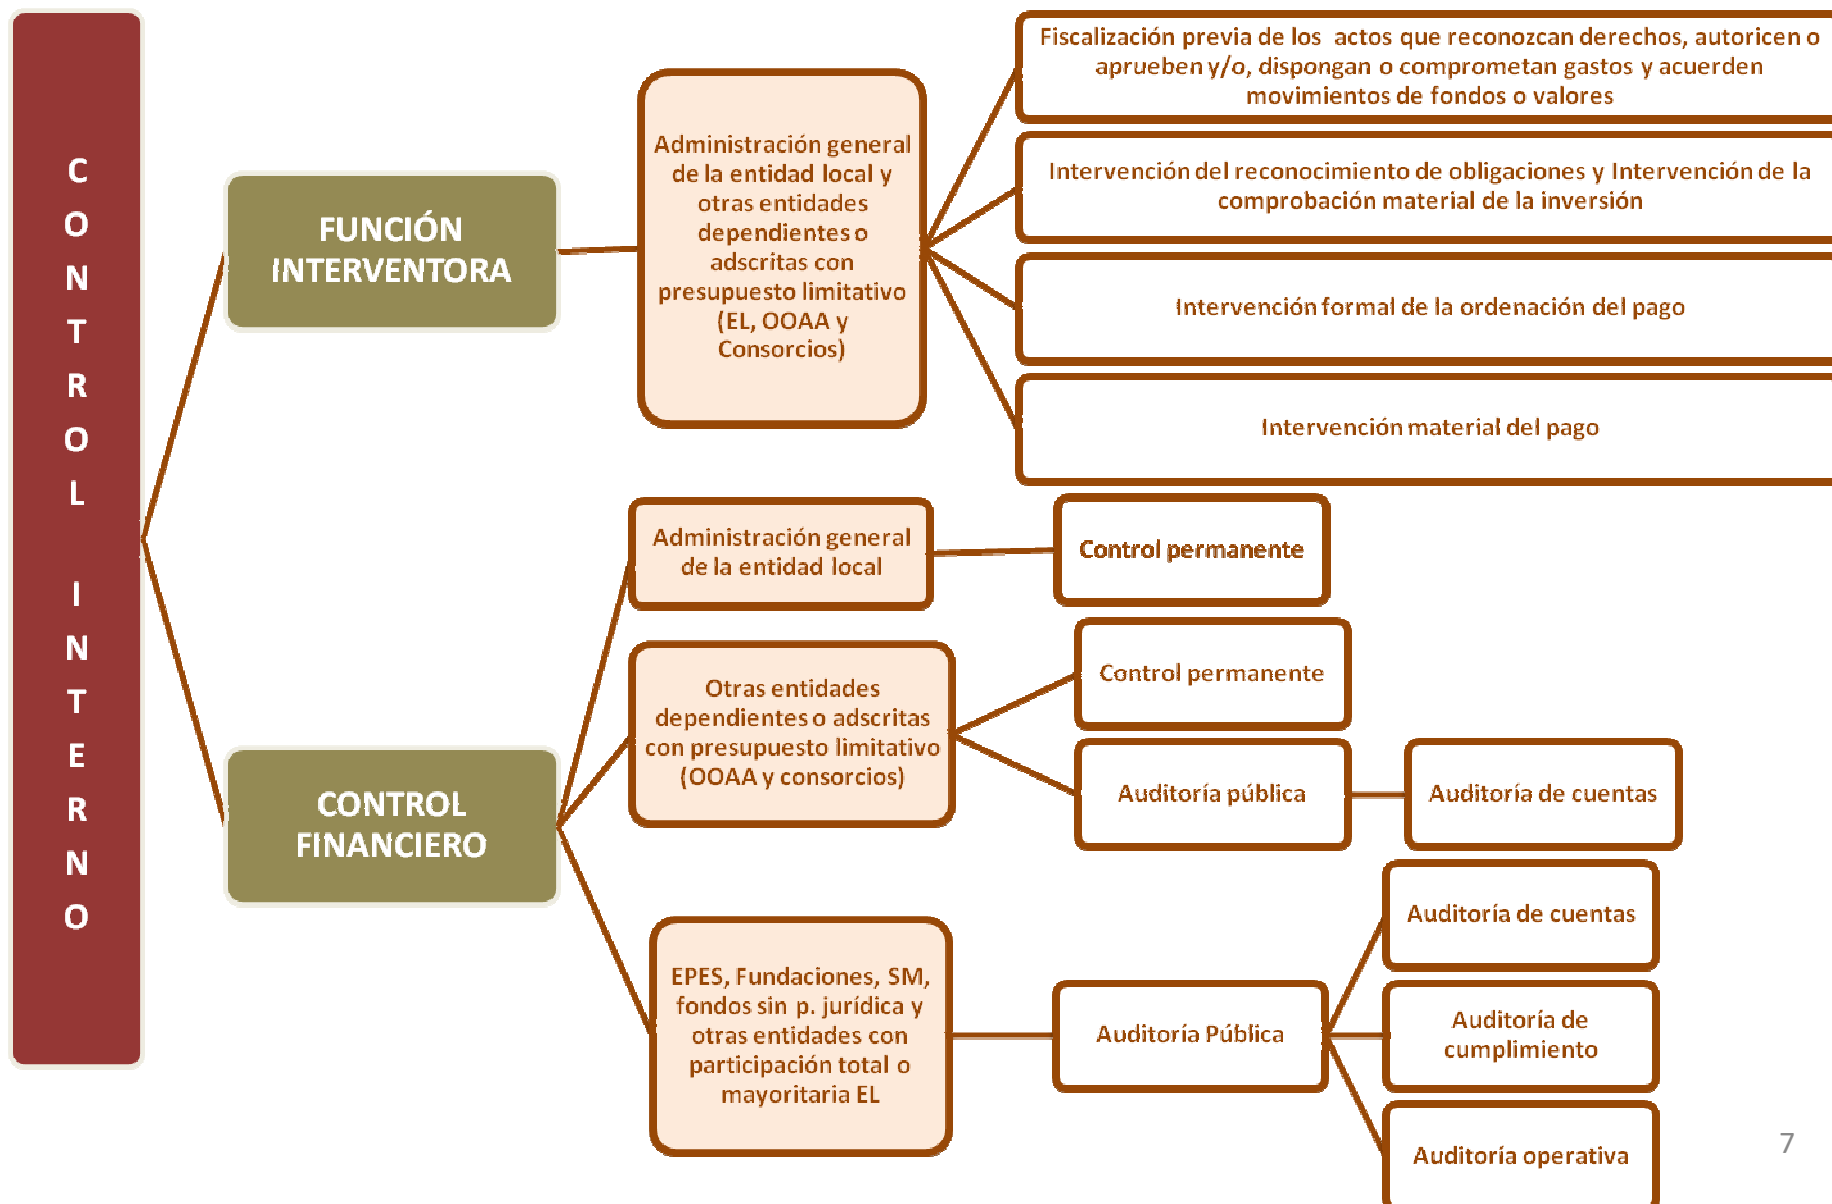 CONTROL INTERNO
FUNCIÓN
INTERVENTORA
Administración general
de la entidad local y
otras entidades
dependientes o
adscritas con
presupuesto limitativo
(EL, OOAA y
Consorcios)
Fiscalización previa de los actos que reconozcan derechos, autoricen o
aprueben y/o, dispongan o comprometan gastos y acuerden
movimientos de fondos o valores
Intervención del reconocimiento de obligaciones y Intervención de la
comprobación material de la inversión
Intervención formal de la ordenación del pago
Intervención material del pago
CONTROL
FINANCIERO
Administración general
de la entidad local
Control permanente
Otras entidades
dependientes o adscritas
con presupuesto limitativo
(OOAA y consorcios)
Control permanente
Auditoría pública
Auditoría de cuentas
EPES, Fundaciones, SM,
fondos sin p. jurídica y
otras entidades con
participación total o
mayoritaria EL
Auditoría Pública
Auditoría de cuentas
Auditoría de
cumplimiento
Auditoría operativa
7